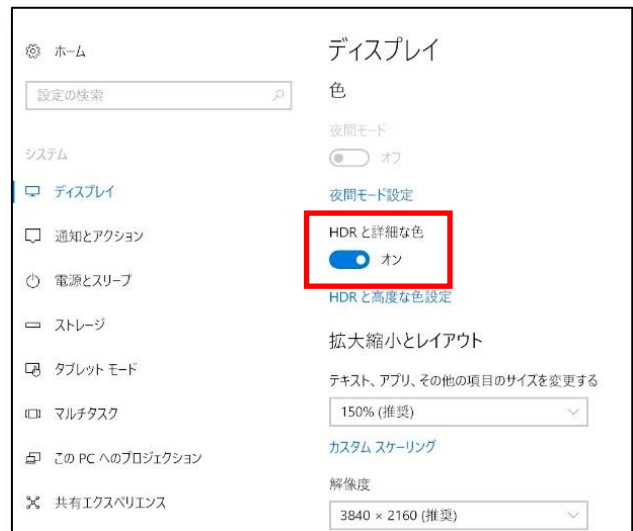 ホーム
設定の検索
システム
ディスプレイ
通知とアクション
電源とスリープ
ストレージ
タブレット モード
マルチタスク
この PC へのプロジェクション
共有エクスペリエンス
ディスプレイ
色
夜間モード
オフ
夜間モード設定
HDR と詳細な色
オン
HDR と高度な色設定
拡大縮小とレイアウト
テキスト、アプリ、その他の項目のサイズを変更する
150% (推奨)
カスタム スケーリング
解像度
3840 × 2160 (推奨)